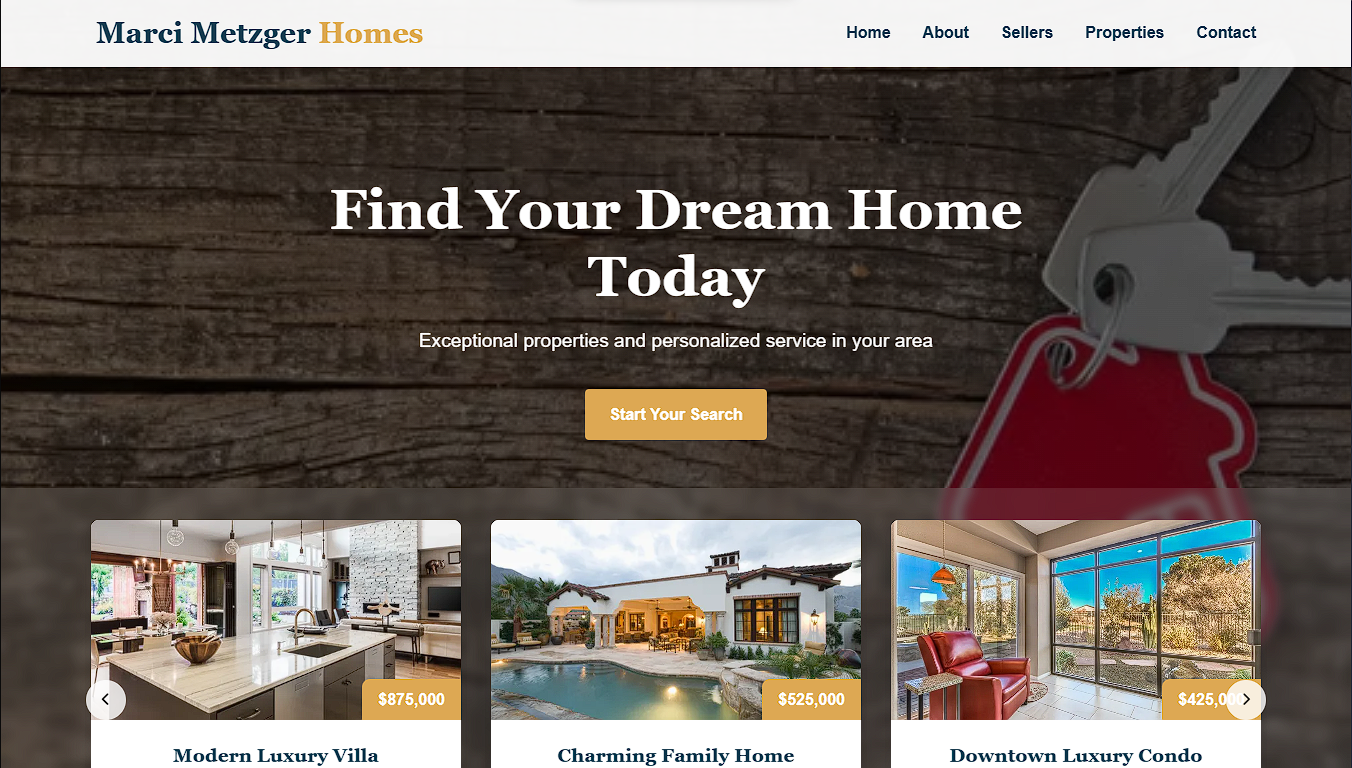 Marci Metzger Homes
Home About Sellers Properties Contact
Find Your Dream Home
Today
Exceptional properties and personalized service in your area
Start Your Search
$875,000
$525,000
$425,000
Modern Luxury Villa
Charming Family Home
Downtown Luxury Condo